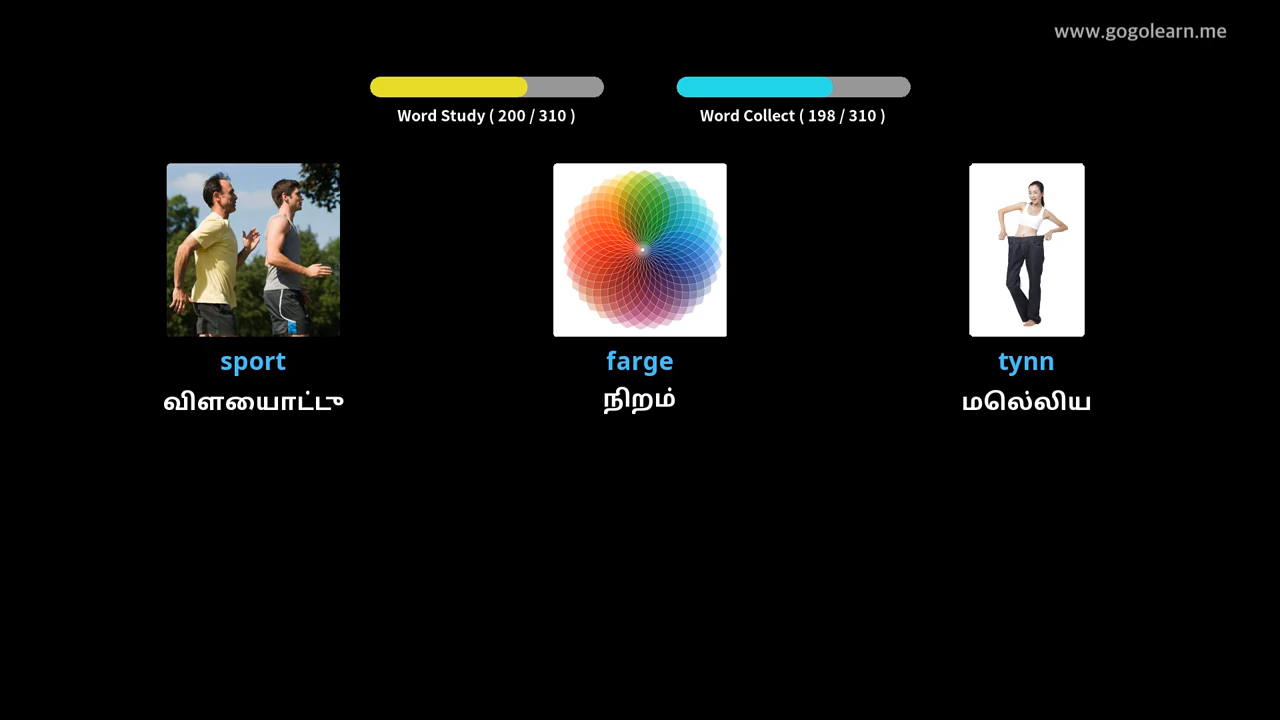 www.gogolearn.me
Word Study ( 200 / 310 )
Word Collect ( 198 / 310 )
sport
farge
tynn
விளையாட்டு
நிறம்
மெல்லிய